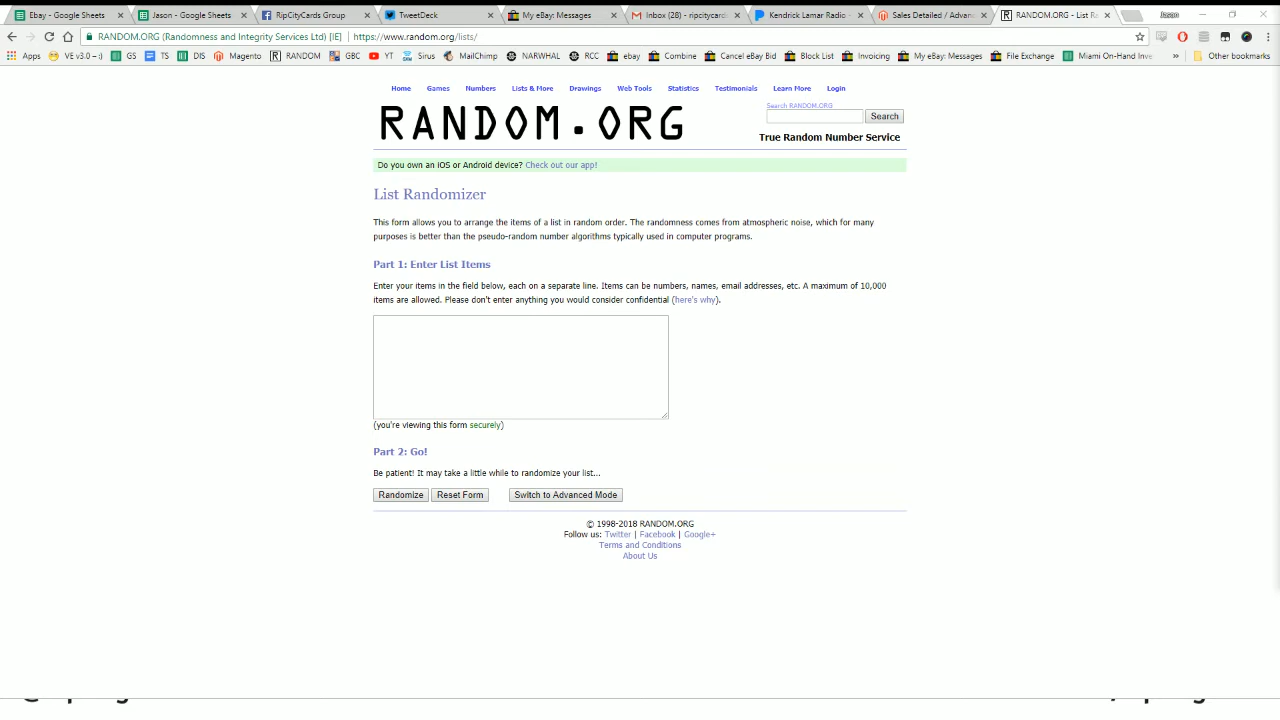 Ebay - Google Sheets
Jason - Google Sheets
RipCityCards Group
TweetDeck
My eBay: Messages
Inbox (28) - ripcitycard
Kendrick Lamar Radio -
Sales Detailed / Advan
RANDOM.ORG - List Ra
Jason
RANDOM.ORG (Randomness and Integrity Services Ltd) [IE] | https://www.random.org/lists/
Apps VE v3.0 -- :) GS TS DIS Magento RANDOM GBC YT Sirus MailChimp NARWHAL RCC ebay Combine Cancel eBay Bid Block List Invoicing My eBay: Messages File Exchange Miami On-Hand Inve » Other bookmarks
Home Games Numbers Lists & More Drawings Web Tools Statistics Testimonials Learn More Login
RANDOM.ORG
Search RANDOM.ORG
Search
True Random Number Service
Do you own an iOS or Android device? Check out our app!
List Randomizer
This form allows you to arrange the items of a list in random order. The randomness comes from atmospheric noise, which for many
purposes is better than the pseudo-random number algorithms typically used in computer programs.
Part 1: Enter List Items
Enter your items in the field below, each on a separate line. Items can be numbers, names, email addresses, etc. A maximum of 10,000
items are allowed. Please don't enter anything you would consider confidential (here's why).
(you're viewing this form securely)
Part 2: Go!
Be patient! It may take a little while to randomize your list...
Randomize Reset Form Switch to Advanced Mode
© 1998-2018 RANDOM.ORG
Follow us: Twitter | Facebook | Google+
Terms and Conditions
About Us